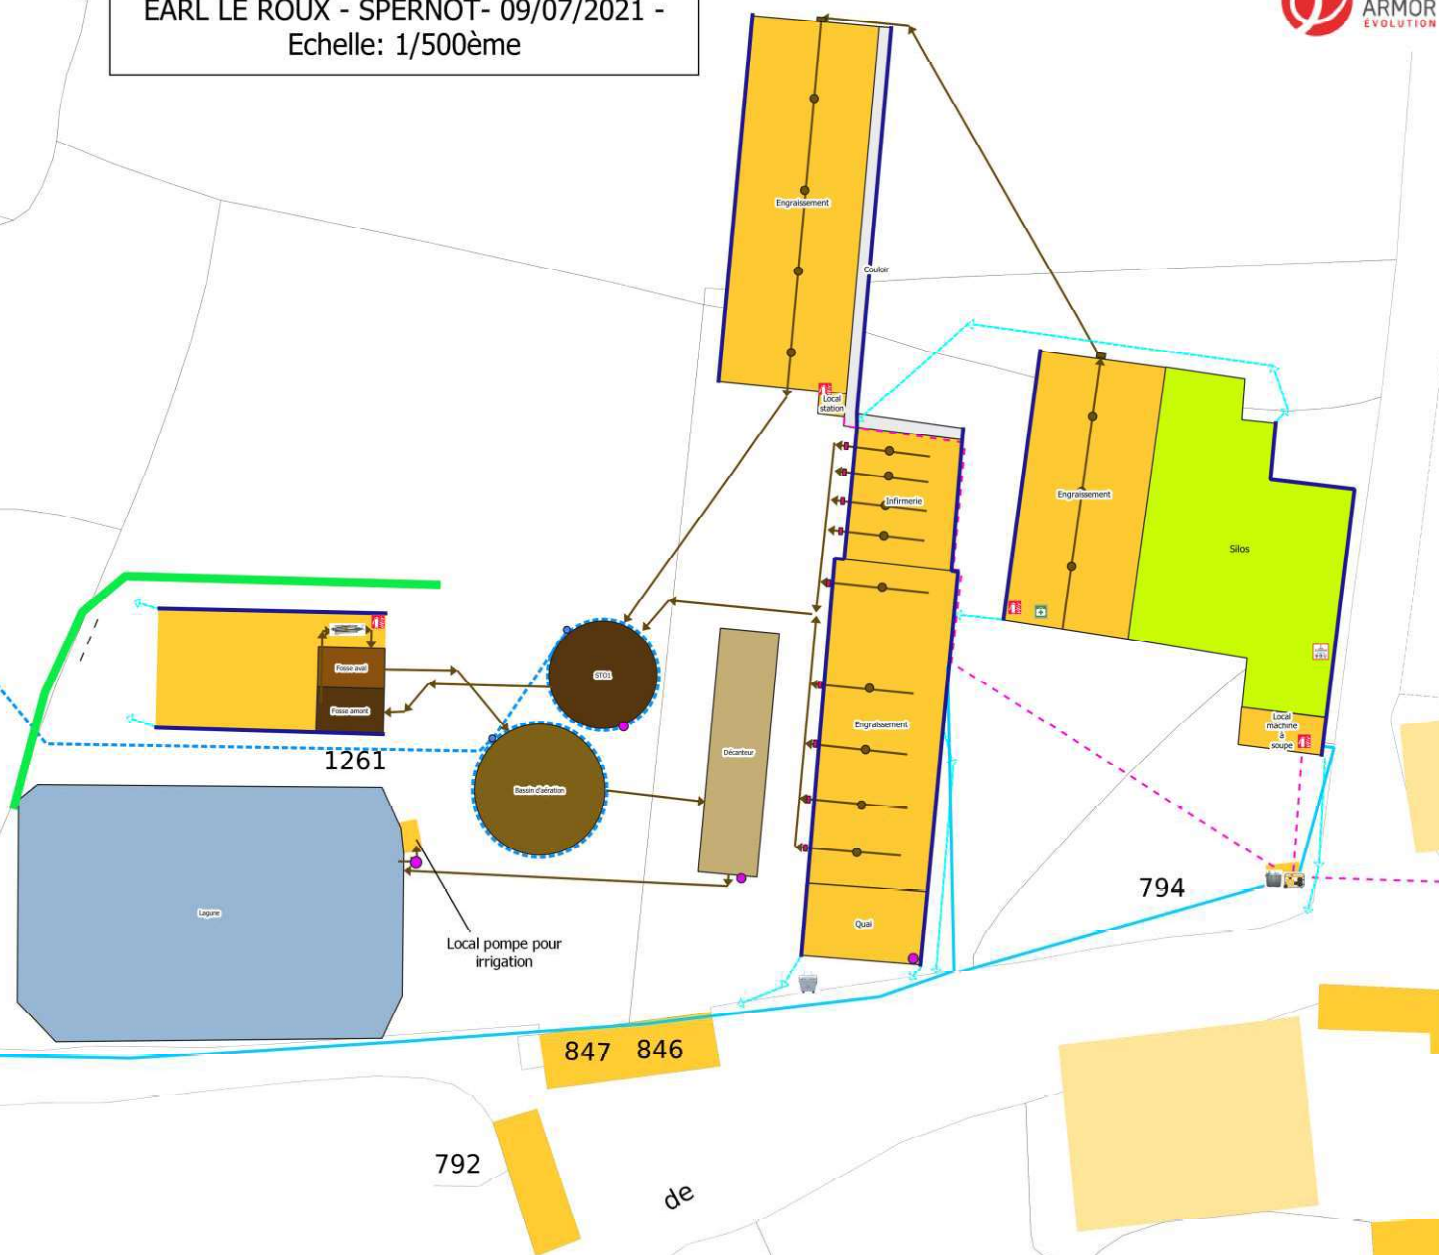 EARL LE ROUX - SPERNOT- 09/07/2021 -
Echelle: 1/500ème
ARMOR
ÉVOLUTION
Engraissement
Couloir
Local
station
Infirmerie
Engraissement
Silos
Fosse aval
Fosse amont
STO1
Engraissement
Local
machine
à
soupe
Décanteur
1261
Bassin d'aération
794
Lagune
Quai
Local pompe pour
irrigation
847 846
792
de